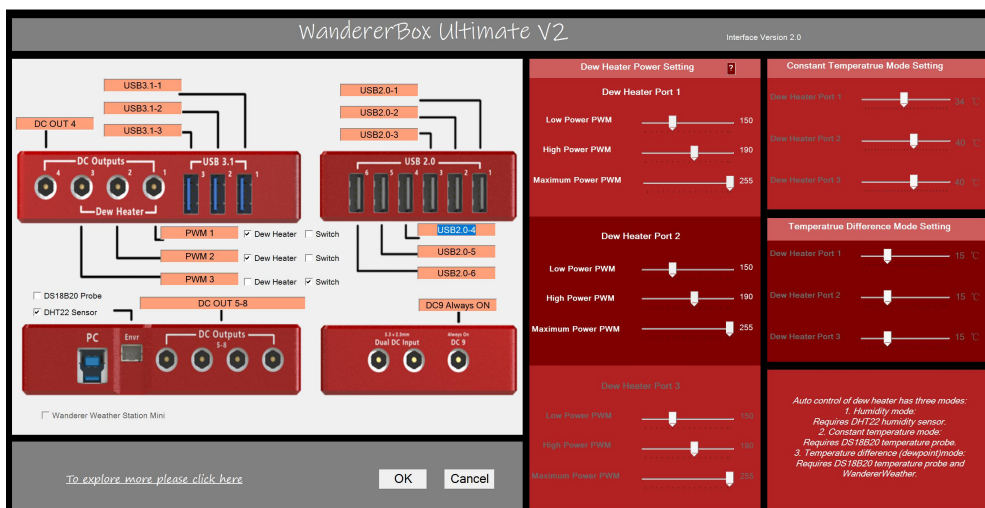 WandererBox Ultimate V2
Interface Version 2.0
USB3.1-1
USB3.1-2
DC OUT 4
USB3.1-3
USB2.0-1
USB2.0-2
USB2.0-3
DC Outputs
4 3 2 1
USB 3.1
3 2 1
Dew Heater
USB 2.0
6 5 4 3 2 1
PWM 1 Dew Heater Switch
PWM 2 Dew Heater Switch
PWM 3 Dew Heater Switch
USB2.0-4
USB2.0-5
USB2.0-6
DS18B20 Probe
DHT22 Sensor
DC OUT 5-8
DC9 Always ON
PC
Envr
DC Outputs
5-8
5.5 x 2.5mm
Dual DC Input
Always On
DC 9
Wanderer Weather Station Mini
To explore more please click here
OK
Cancel
Dew Heater Power Setting ?
Dew Heater Port 1
Low Power PWM 150
High Power PWM 190
Maximum Power PWM 255
Dew Heater Port 2
Low Power PWM 150
High Power PWM 190
Maximum Power PWM 255
Dew Heater Port 3
Low Power PWM 150
High Power PWM 190
Maximum Power PWM 255
Constant Temperatrue Mode Setting
Dew Heater Port 1 34 ℃
Dew Heater Port 2 40 ℃
Dew Heater Port 3 40 ℃
Temperatrue Difference Mode Setting
Dew Heater Port 1 15 ℃
Dew Heater Port 2 15 ℃
Dew Heater Port 3 15 ℃
Auto control of dew heater has three modes:
1. Humidity mode:
Requires DHT22 humidity sensor.
2. Constant temperature mode:
Requires DS18B20 temperature probe.
3. Temperature difference (dewpoint)mode:
Requires DS18B20 temperature probe and
WandererWeather.